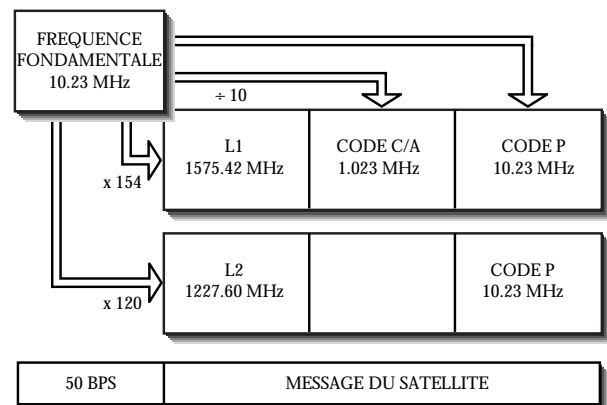 FREQUENCE
FONDAMENTALE
10.23 MHz
÷ 10
L1
1575.42 MHz
CODE C/A
1.023 MHz
CODE P
10.23 MHz
x 154
L2
1227.60 MHz
CODE P
10.23 MHz
x 120
50 BPS
MESSAGE DU SATELLITE